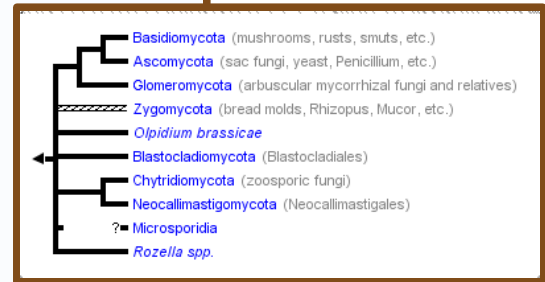 Basidiomycota (mushrooms, rusts, smuts, etc.)
Ascomycota (sac fungi, yeast, Penicillium, etc.)
Glomeromycota (arbuscular mycorrhizal fungi and relatives)
Zygomycota (bread molds, Rhizopus, Mucor, etc.)
Olpidium brassicae
Blastocladiomycota (Blastocladiales)
Chytridiomycota (zoosporic fungi)
Neocallimastigomycota (Neocallimastigales)
? Microsporidia
Rozella spp.